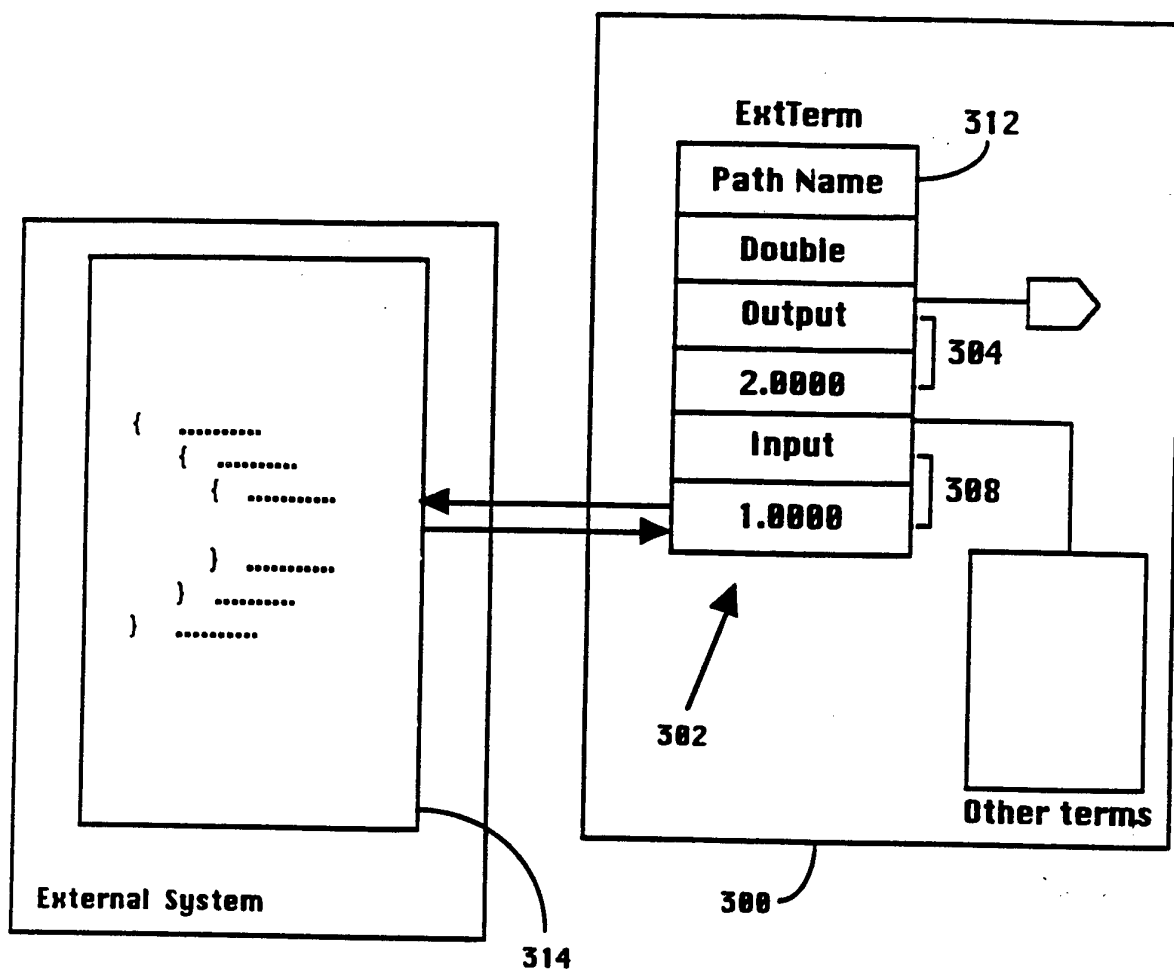 ExtTerm
312
Path Name
Double
Output
304
2.0000
Input
308
1.0000
{ ..........
{ ..........
{ ...........
} ...........
} ..........
} ..........
302
Other terms
300
External System
314